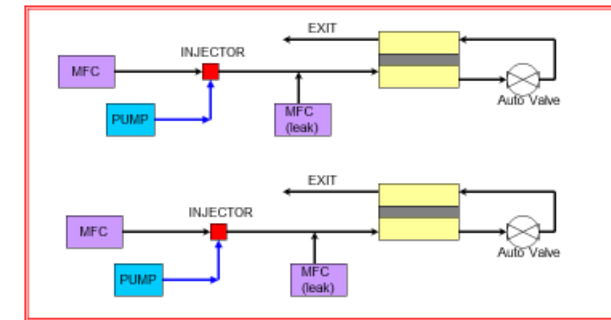 EXIT
INJECTOR
MFC
Auto Valve
PUMP
MFC
(leak)
EXIT
INJECTOR
MFC
Auto Valve
PUMP
MFC
(leak)